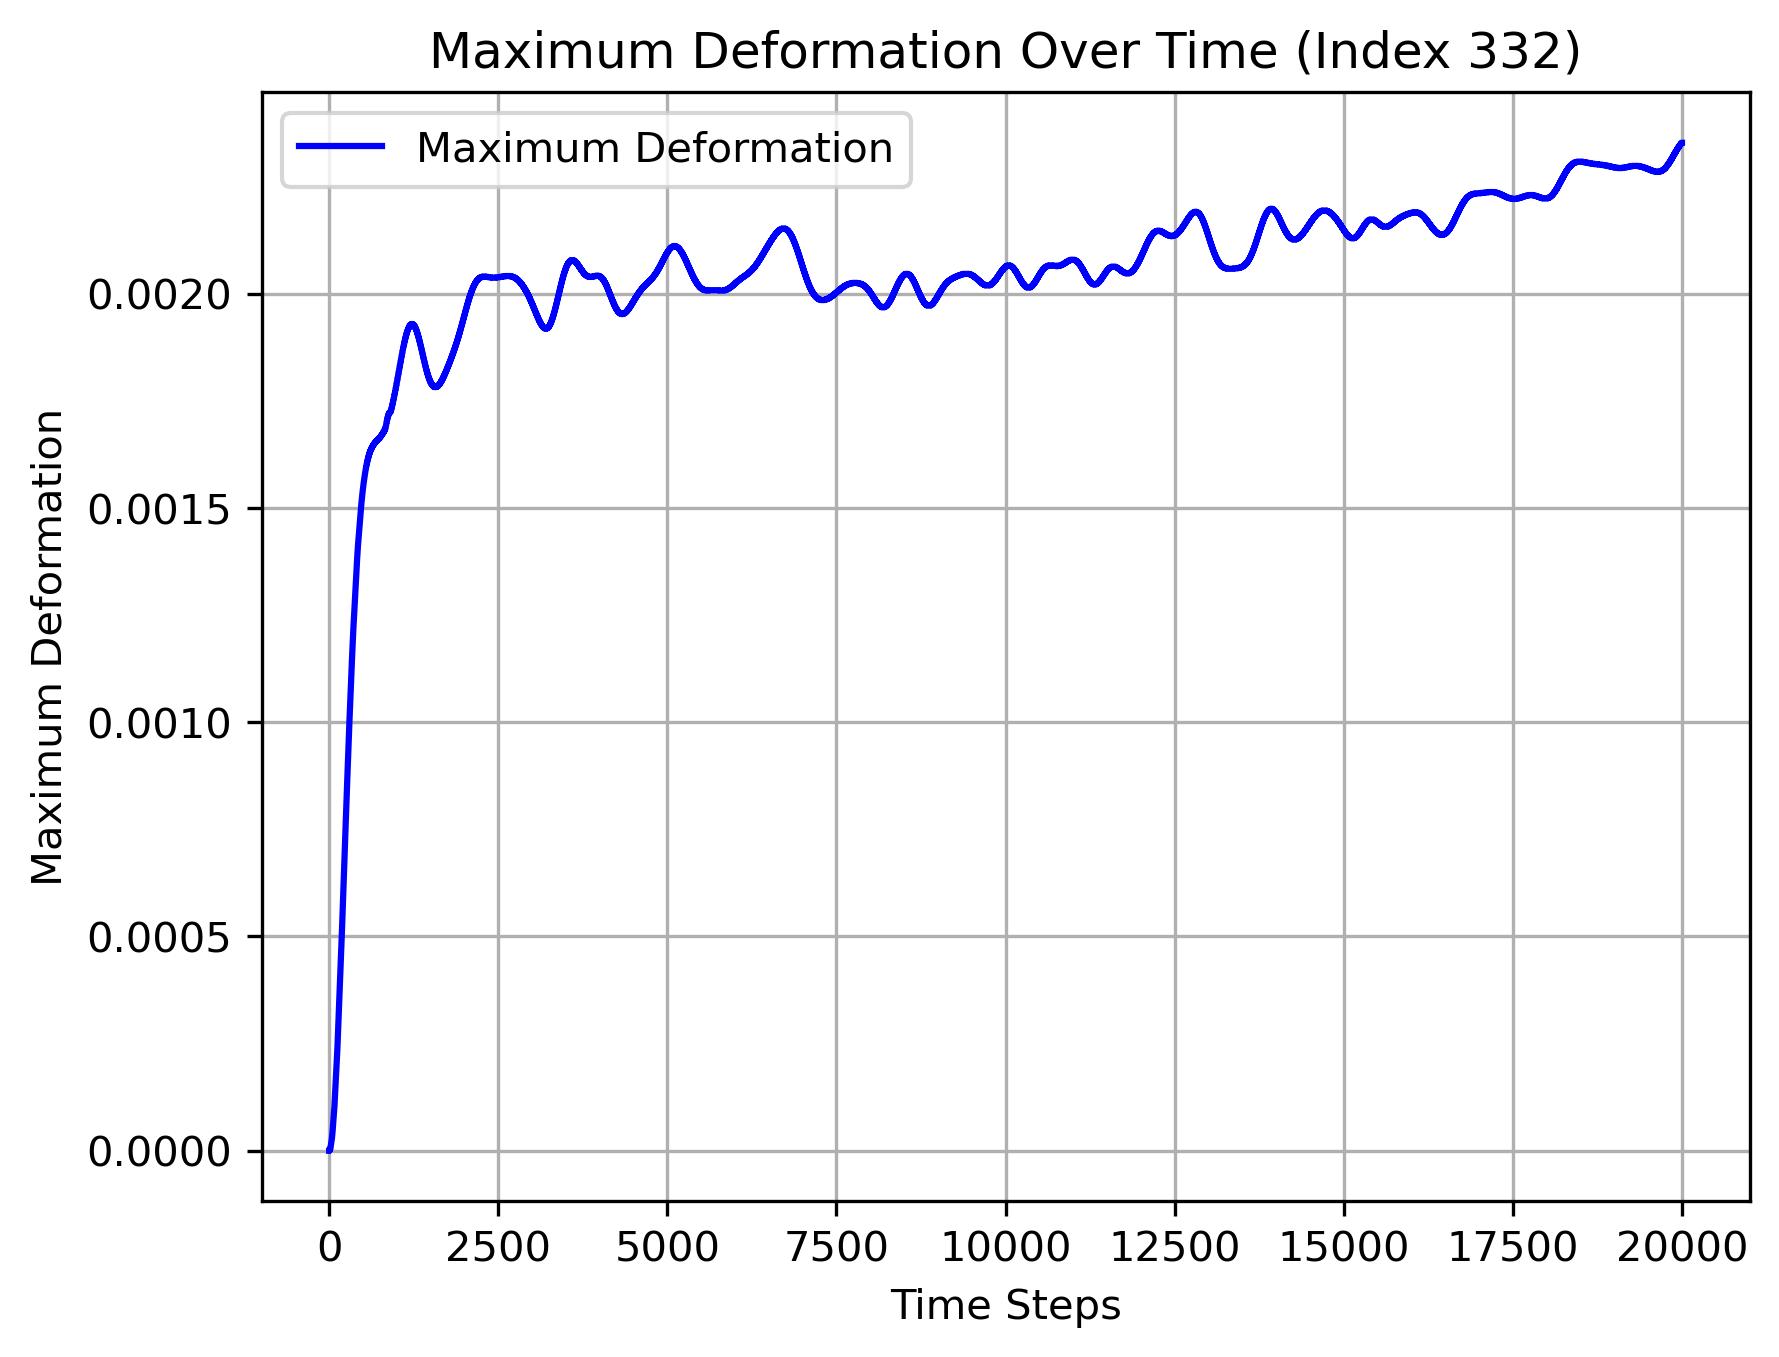 Maximum Deformation Over Time (Index 332)
Maximum Deformation
Maximum Deformation
0.0020
0.0015
0.0010
0.0005
0.0000
0 2500 5000 7500 10000 12500 15000 17500 20000
Time Steps